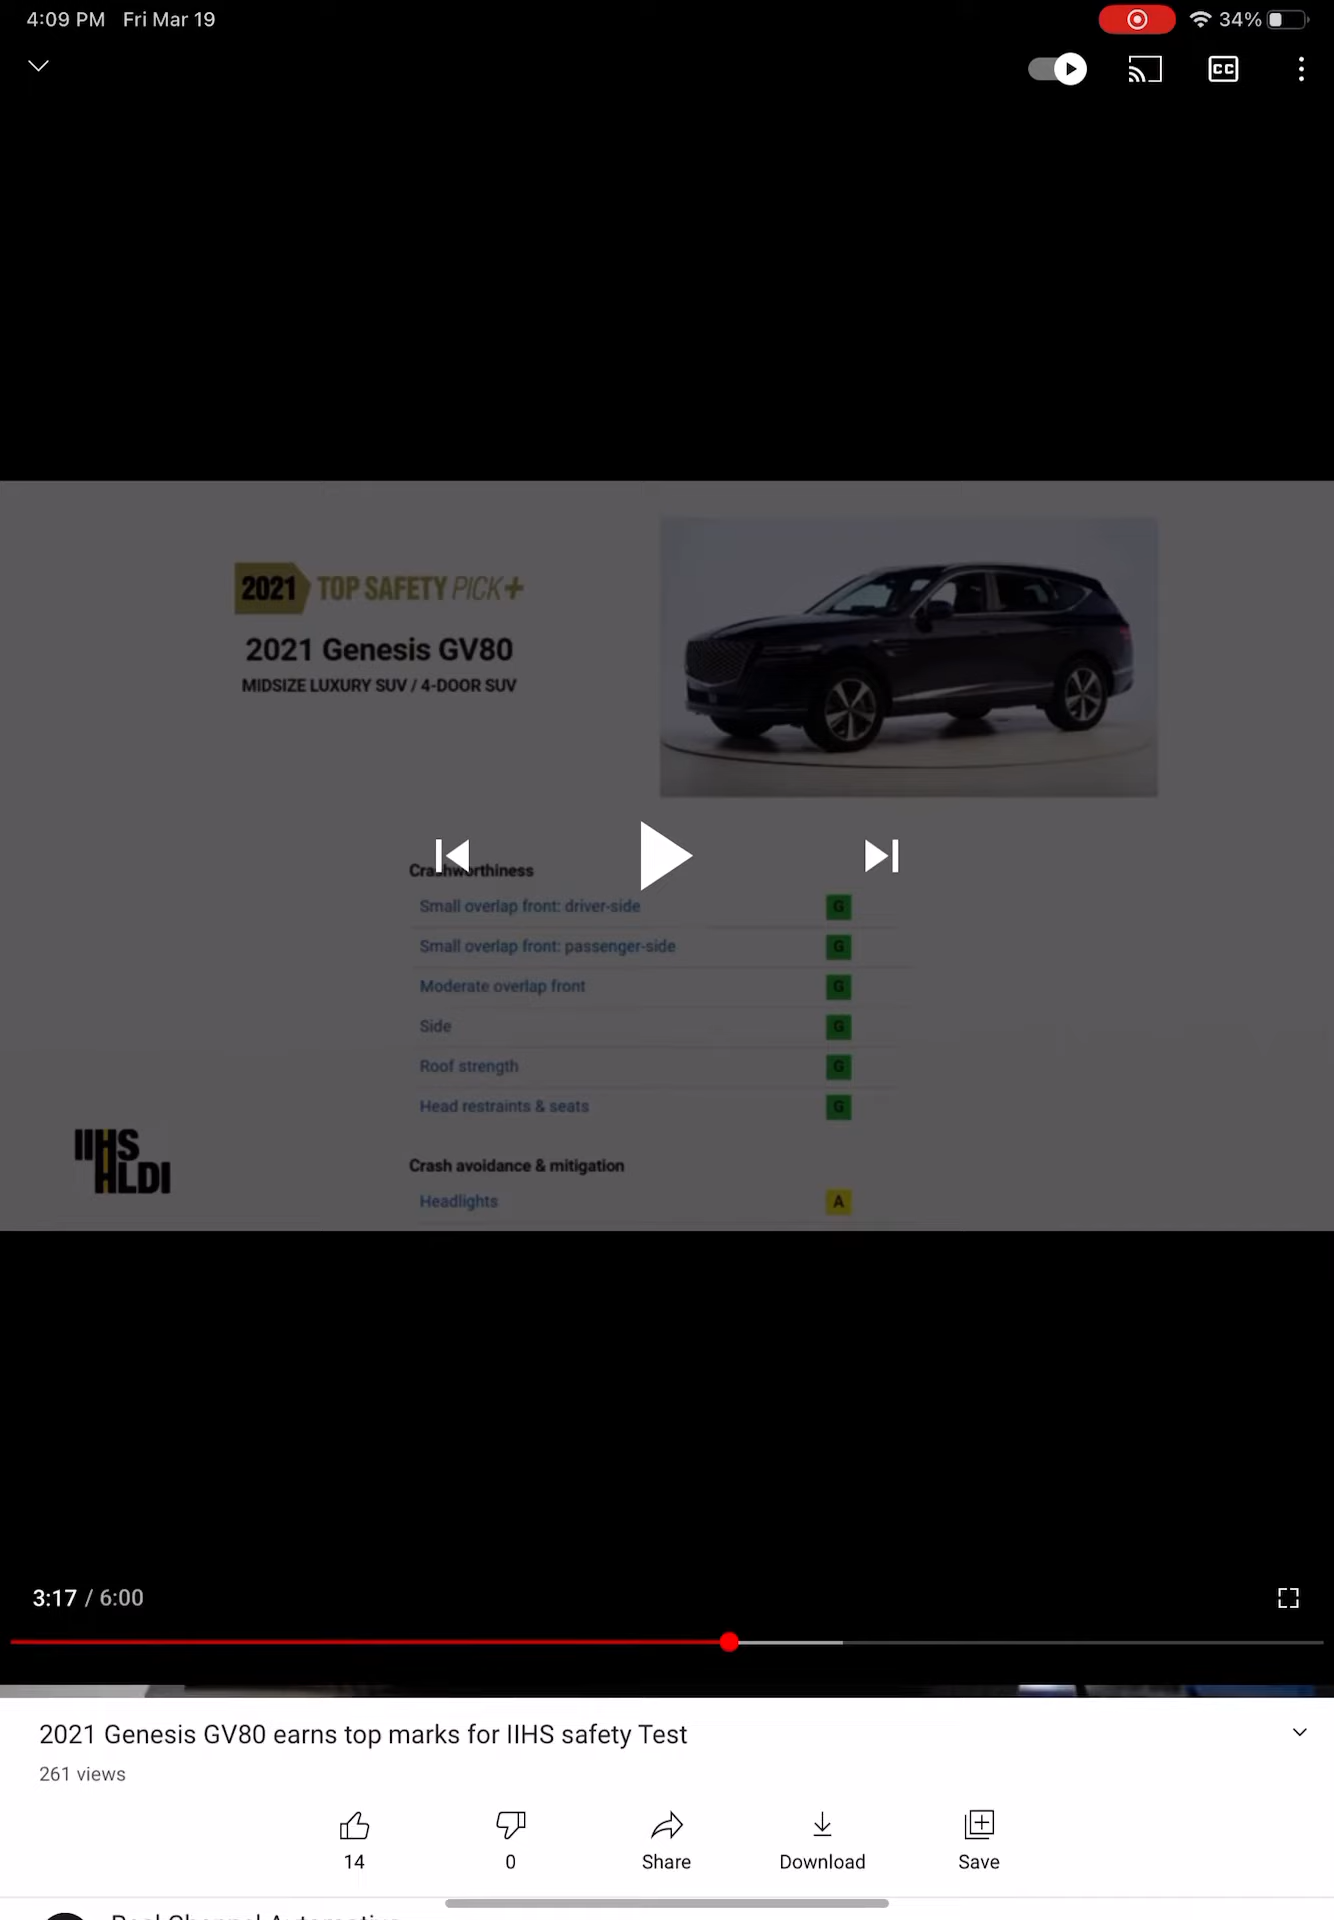 4:09 PM Fri Mar 19
34%
CC
2021 TOP SAFETY PICK+
2021 Genesis GV80
MIDSIZE LUXURY SUV / 4-DOOR SUV
Crashworthiness
Small overlap front: driver-side G
Small overlap front: passenger-side G
Moderate overlap front G
Side G
Roof strength G
Head restraints & seats G
IIHS
HLDI
Crash avoidance & mitigation
Headlights A
3:17 / 6:00
2021 Genesis GV80 earns top marks for IIHS safety Test
261 views
14 0 Share Download Save